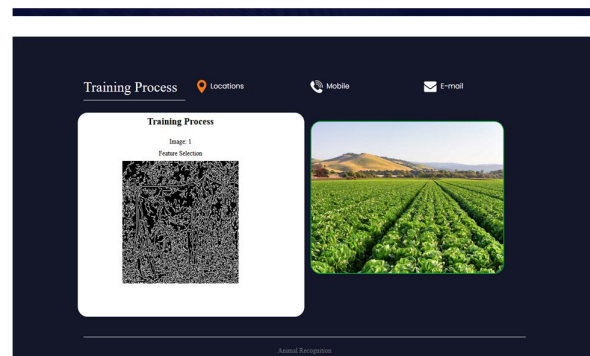 Training Process
Locations
Mobile
E-mail
Training Process
Image: 1
Feature Selection
Animal Recognition